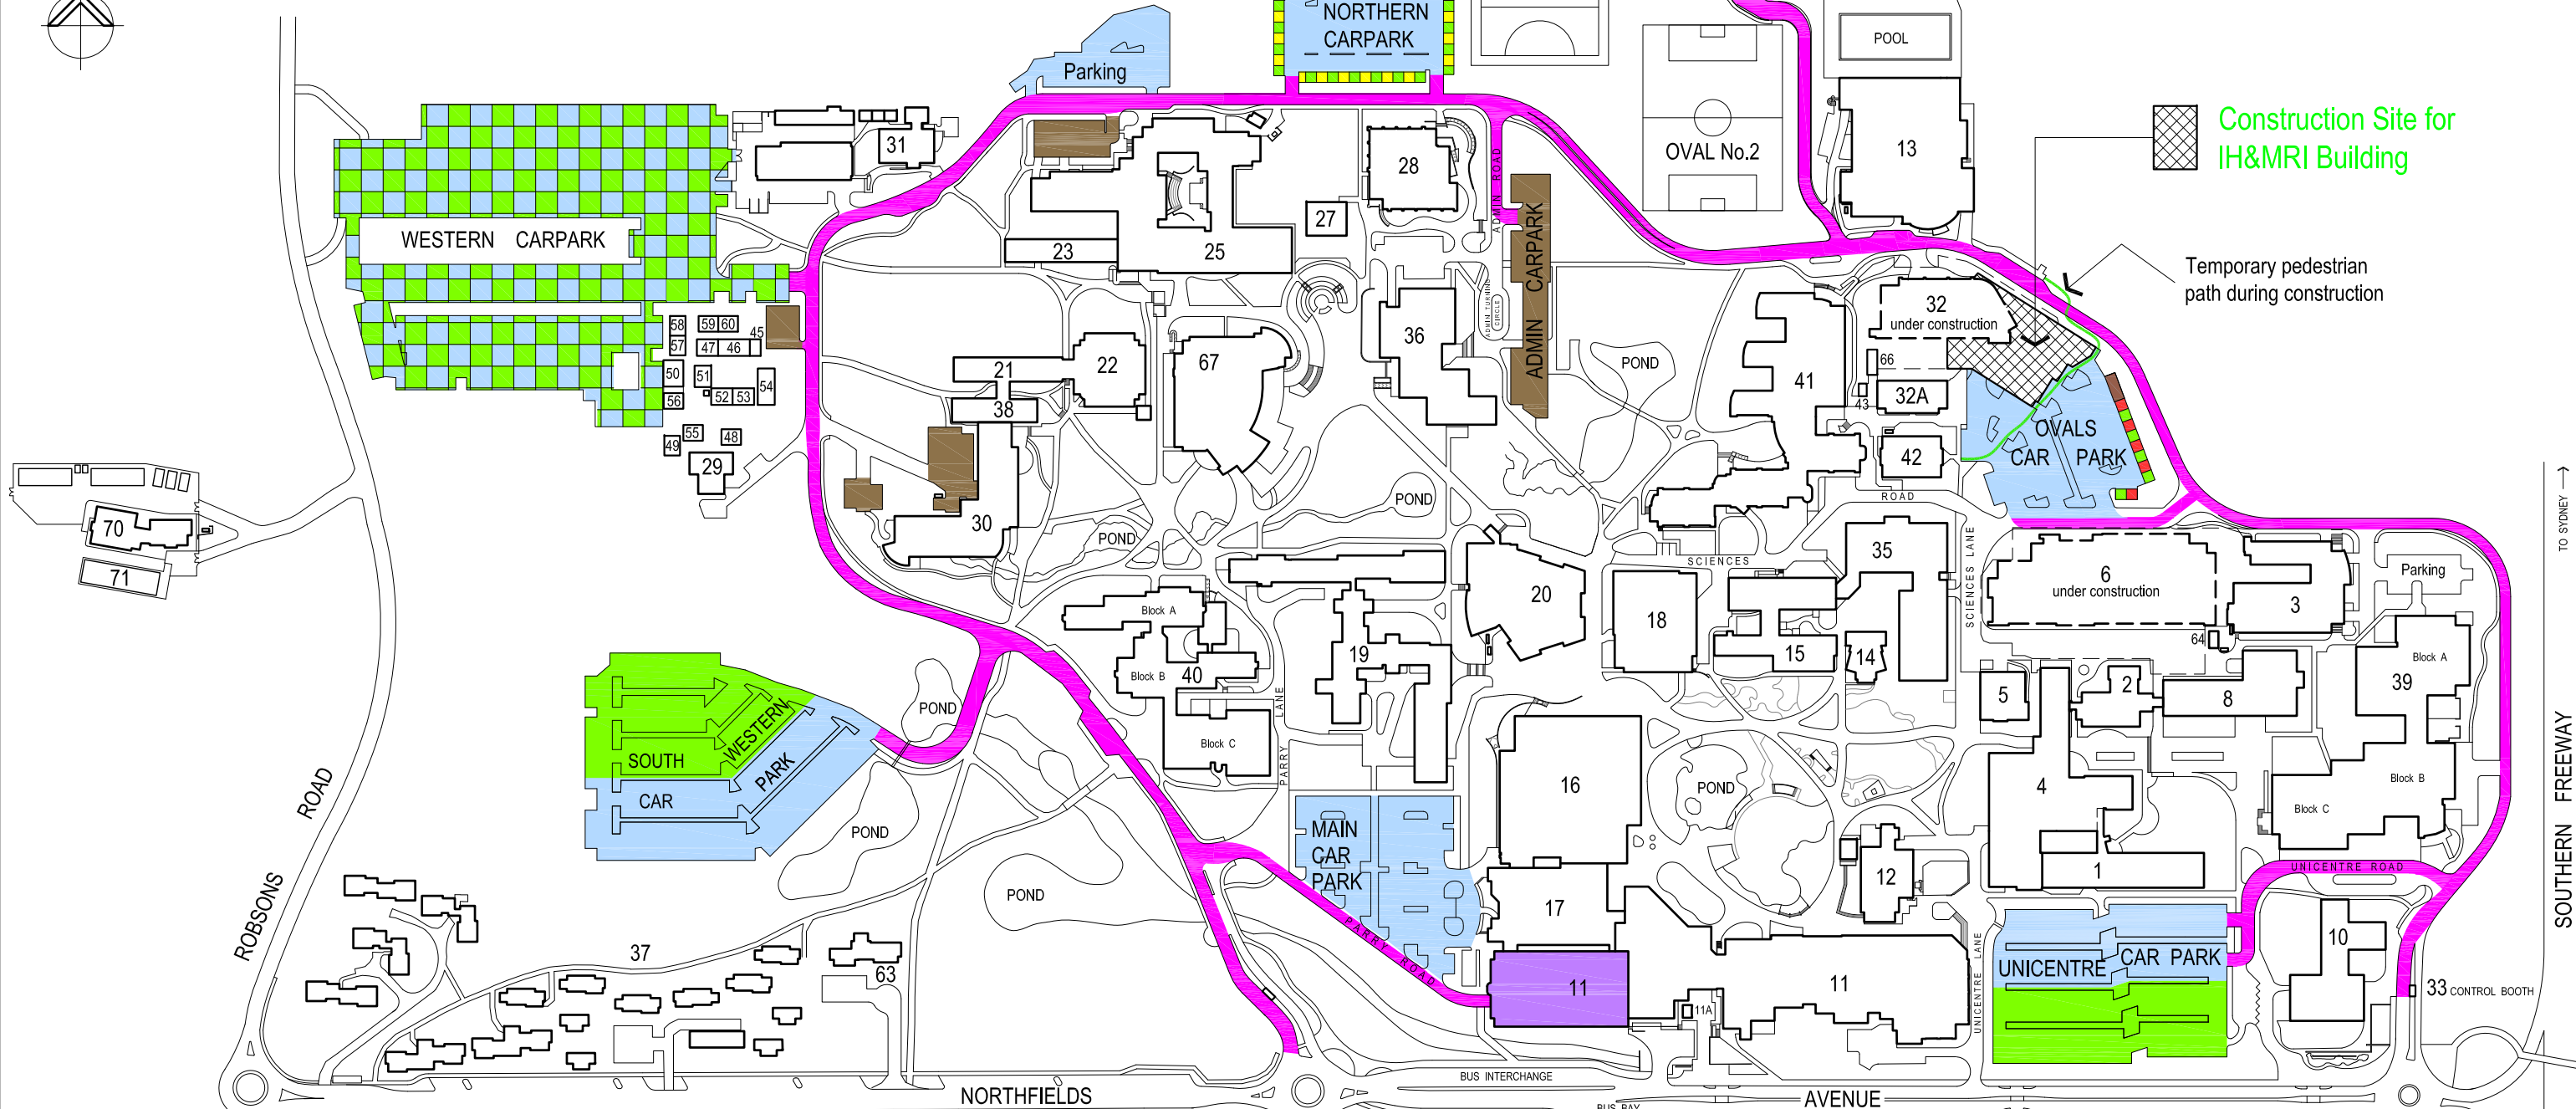 NORTHERN
CARPARK
Parking
POOL
Construction Site for
IH&MRI Building
31
28
ADMIN ROAD
OVAL No.2
13
WESTERN CARPARK
27
23
25
ADMIN CARPARK
Temporary pedestrian
path during construction
58
59
60
45
57
47
46
50
51
54
56
52
53
55
48
49
29
21
22
38
67
36
ADMIN TURNING
CIRCLE
POND
41
32
under construction
66
43
32A
42
OVALS
CAR PARK
ROAD
TO SYDNEY
70
71
30
POND
POND
20
SCIENCES
35
SCIENCES LANE
6
under construction
3
Parking
Block A
40
Block B
Block C
19
18
15
14
64
5
2
8
Block A
39
Block B
Block C
LANE
PARRY
POND
SOUTH
WESTERN
CAR
PARK
ROAD
ROBSONS
POND
POND
MAIN
CAR
PARK
16
POND
4
1
12
17
UNICENTRE ROAD
SOUTHERN FREEWAY
PARRY ROAD
37
63
11
11A
11
UNICENTRE LANE
UNICENTRE CAR PARK
10
33 CONTROL BOOTH
BUS INTERCHANGE
NORTHFIELDS
AVENUE
BUS BAY